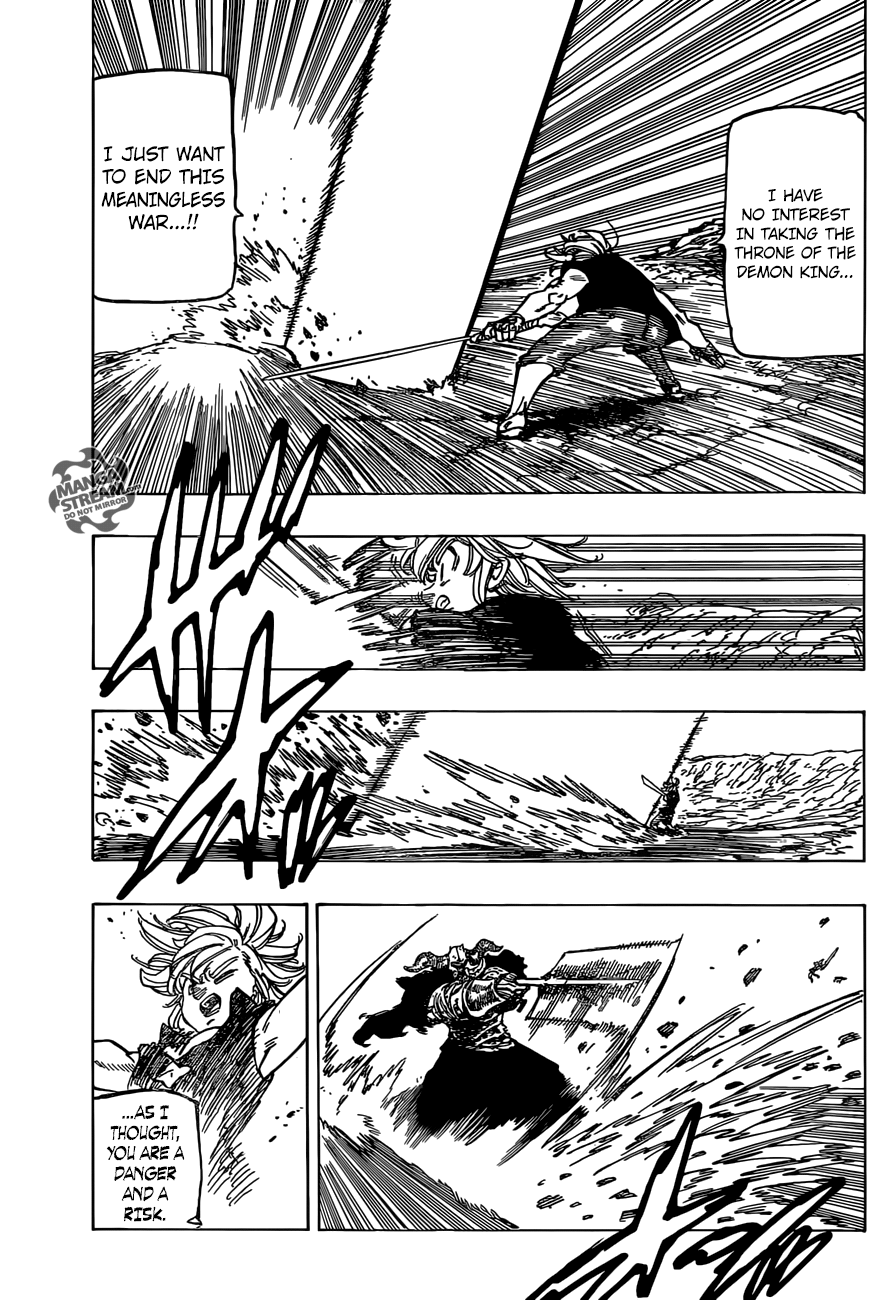 I HAVE
NO INTEREST
IN TAKING THE
THRONE OF THE
DEMON KING...
I JUST WANT
TO END THIS
MEANINGLESS
WAR...!!
MANGA
STREAM.com
DO NOT MIRROR
...AS I
THOUGHT,
YOU ARE A
DANGER
AND A
RISK.